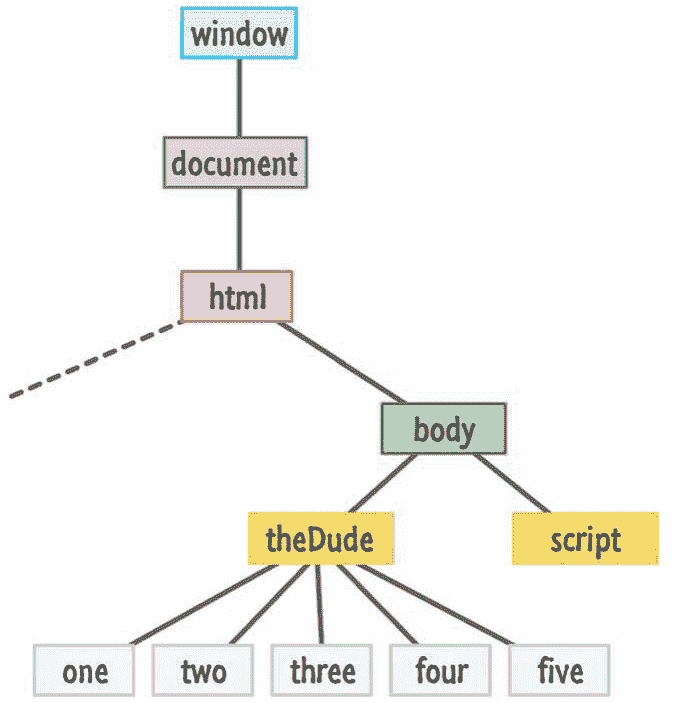 window
document
html
body
theDude
script
one
two
three
four
five